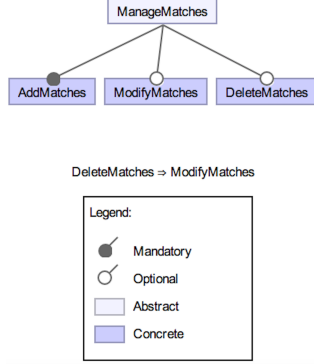 ManageMatches
AddMatches ModifyMatches DeleteMatches
DeleteMatches ⇒ ModifyMatches
Legend:
Mandatory
Optional
Abstract
Concrete